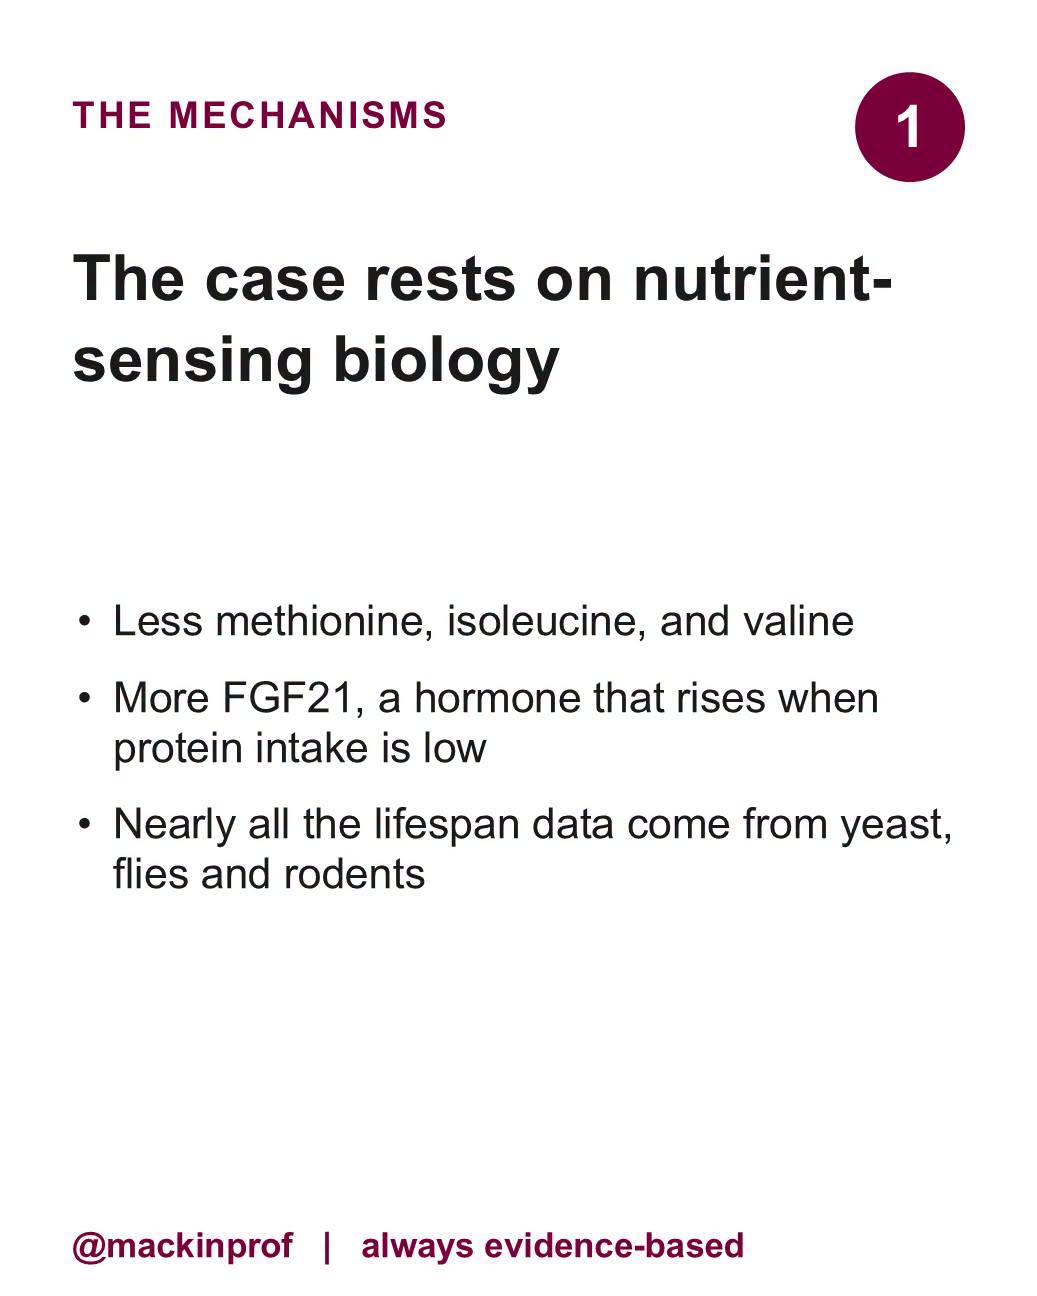 THE MECHANISMS
1
The case rests on nutrient-
sensing biology
• Less methionine, isoleucine, and valine
• More FGF21, a hormone that rises when
protein intake is low
• Nearly all the lifespan data come from yeast,
flies and rodents
@mackinprof | always evidence-based